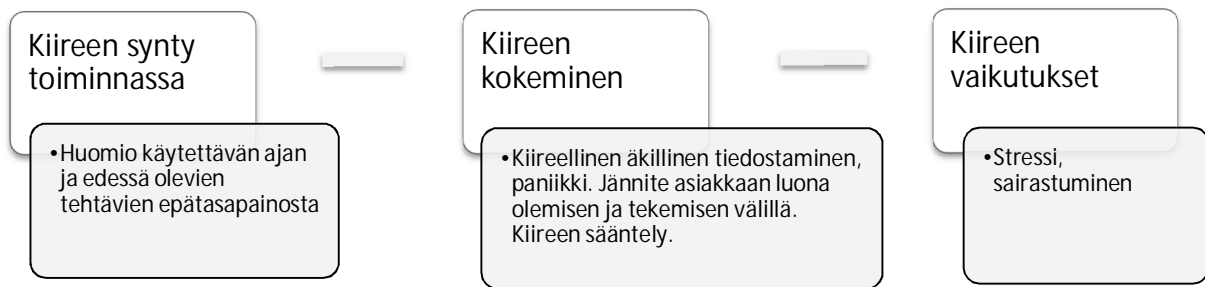 Kiireen synty
toiminnassa
•Huomio käytettävän ajan
ja edessä olevien
tehtävien epätasapainosta
Kiireen
kokeminen
•Kiireellinen äkillinen tiedostaminen,
paniikki. Jännite asiakkaan luona
olemisen ja tekemisen välillä.
Kiireen sääntely.
Kiireen
vaikutukset
•Stressi,
sairastuminen